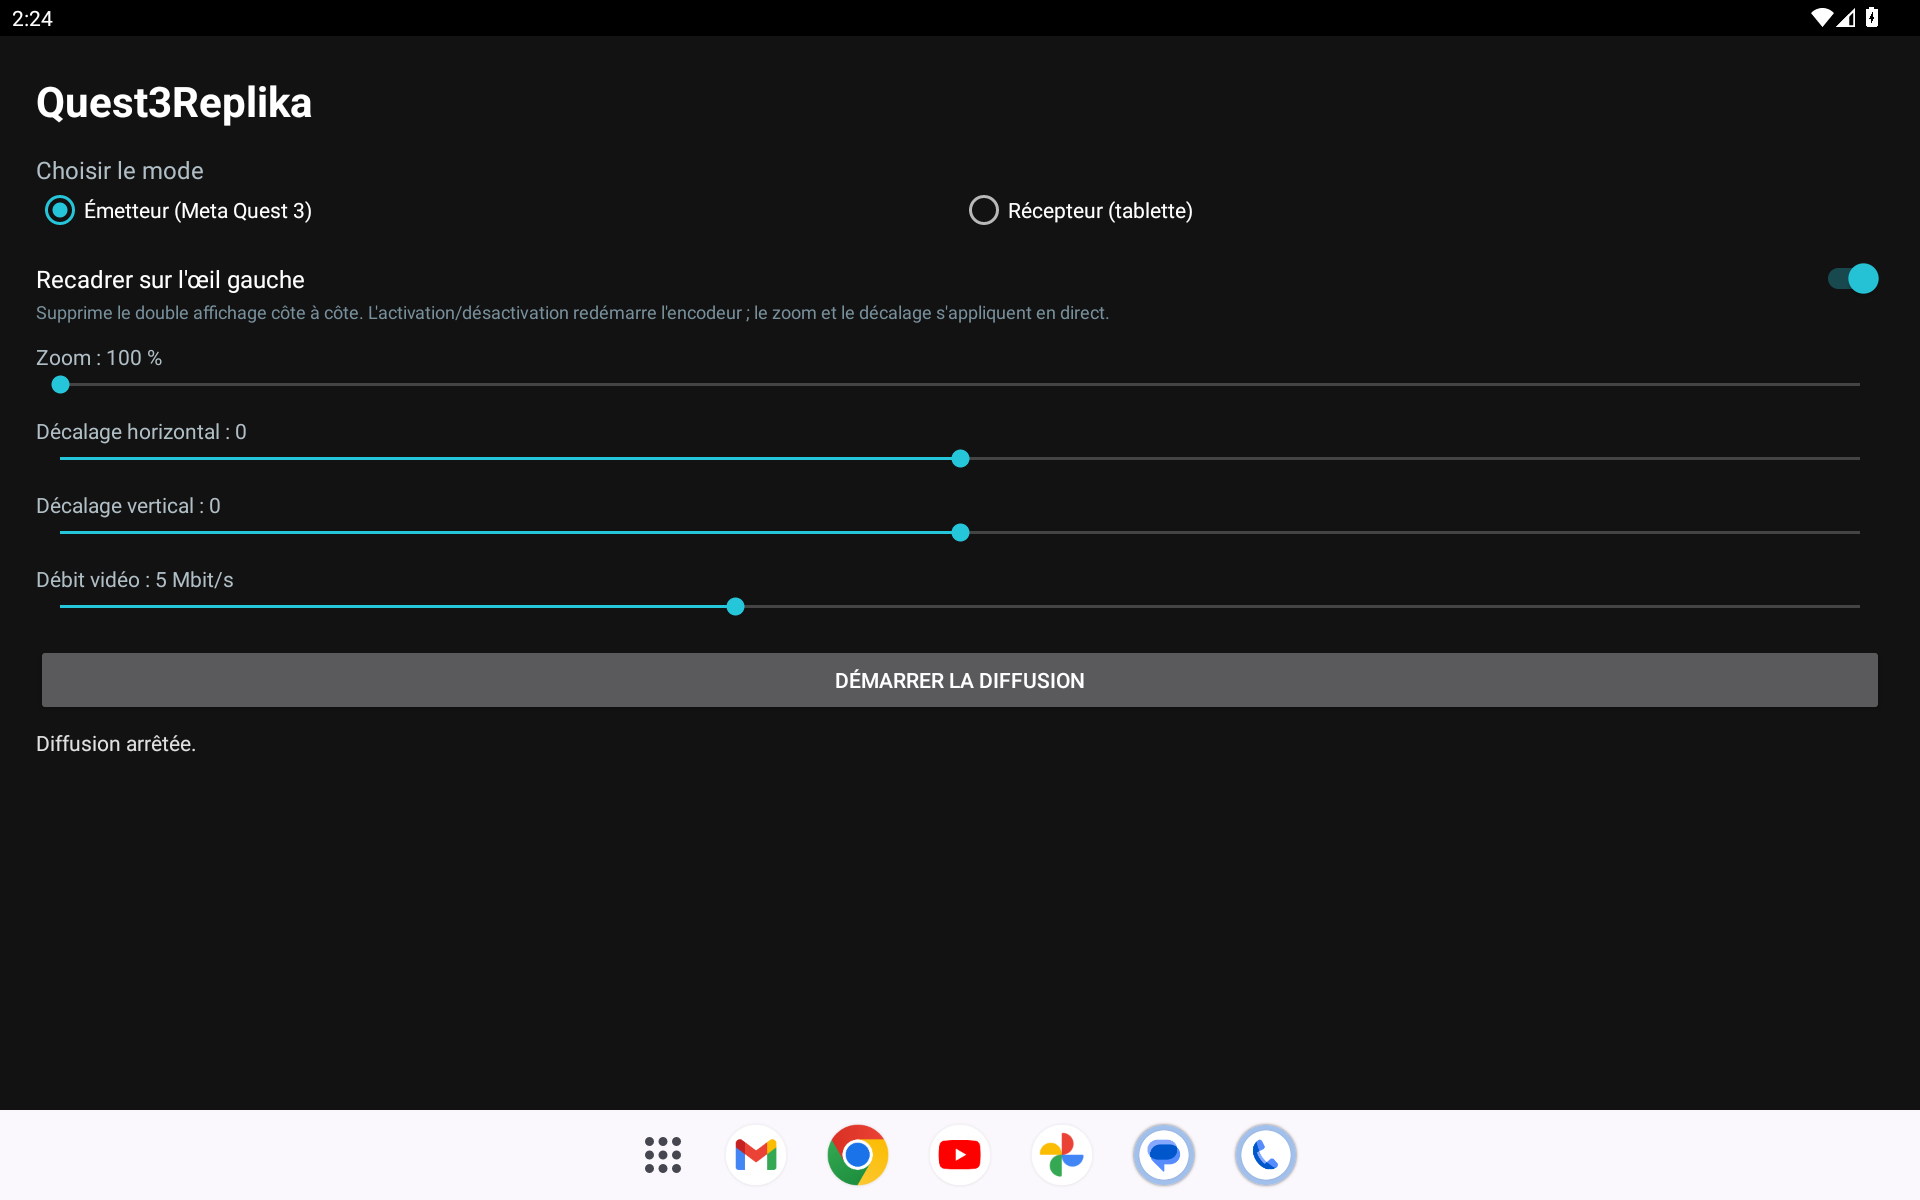 2:24
Quest3Replika
Choisir le mode
Émetteur (Meta Quest 3)
Récepteur (tablette)
Recadrer sur l'œil gauche
Supprime le double affichage côte à côte. L'activation/désactivation redémarre l'encodeur ; le zoom et le décalage s'appliquent en direct.
Zoom : 100 %
Décalage horizontal : 0
Décalage vertical : 0
Débit vidéo : 5 Mbit/s
DÉMARRER LA DIFFUSION
Diffusion arrêtée.